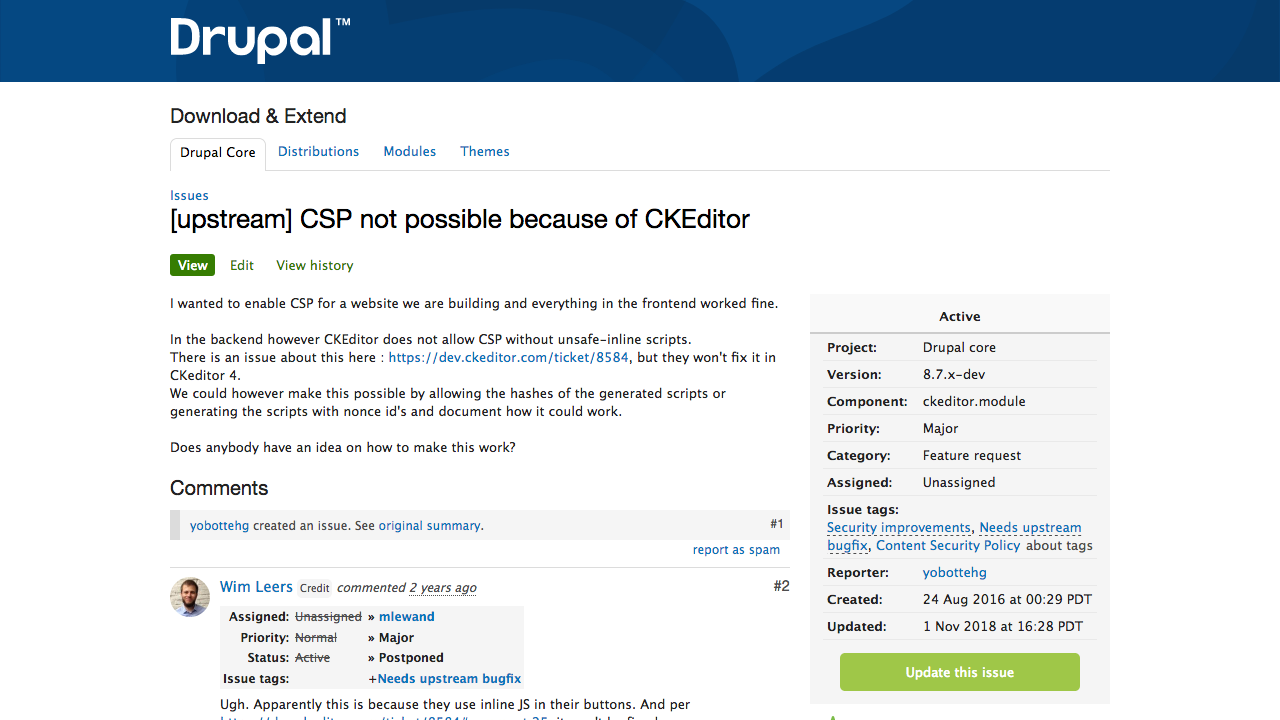 Drupal™
Download & Extend
Drupal Core
Distributions
Modules
Themes
Issues
[upstream] CSP not possible because of CKEditor
View
Edit
View history
I wanted to enable CSP for a website we are building and everything in the frontend worked fine.
In the backend however CKEditor does not allow CSP without unsafe-inline scripts.
There is an issue about this here : https://dev.ckeditor.com/ticket/8584, but they won't fix it in
CKeditor 4.
We could however make this possible by allowing the hashes of the generated scripts or
generating the scripts with nonce id's and document how it could work.
Does anybody have an idea on how to make this work?
Comments
yobottehg created an issue. See original summary.
#1
report as spam
Wim Leers Credit commented 2 years ago
#2
Assigned: Unassigned » mlewand
Priority: Normal » Major
Status: Active » Postponed
Issue tags: +Needs upstream bugfix
Ugh. Apparently this is because they use inline JS in their buttons. And per
Active
Project: Drupal core
Version: 8.7.x-dev
Component: ckeditor.module
Priority: Major
Category: Feature request
Assigned: Unassigned
Issue tags:
Security improvements, Needs upstream
bugfix, Content Security Policy about tags
Reporter: yobottehg
Created: 24 Aug 2016 at 00:29 PDT
Updated: 1 Nov 2018 at 16:28 PDT
Update this issue